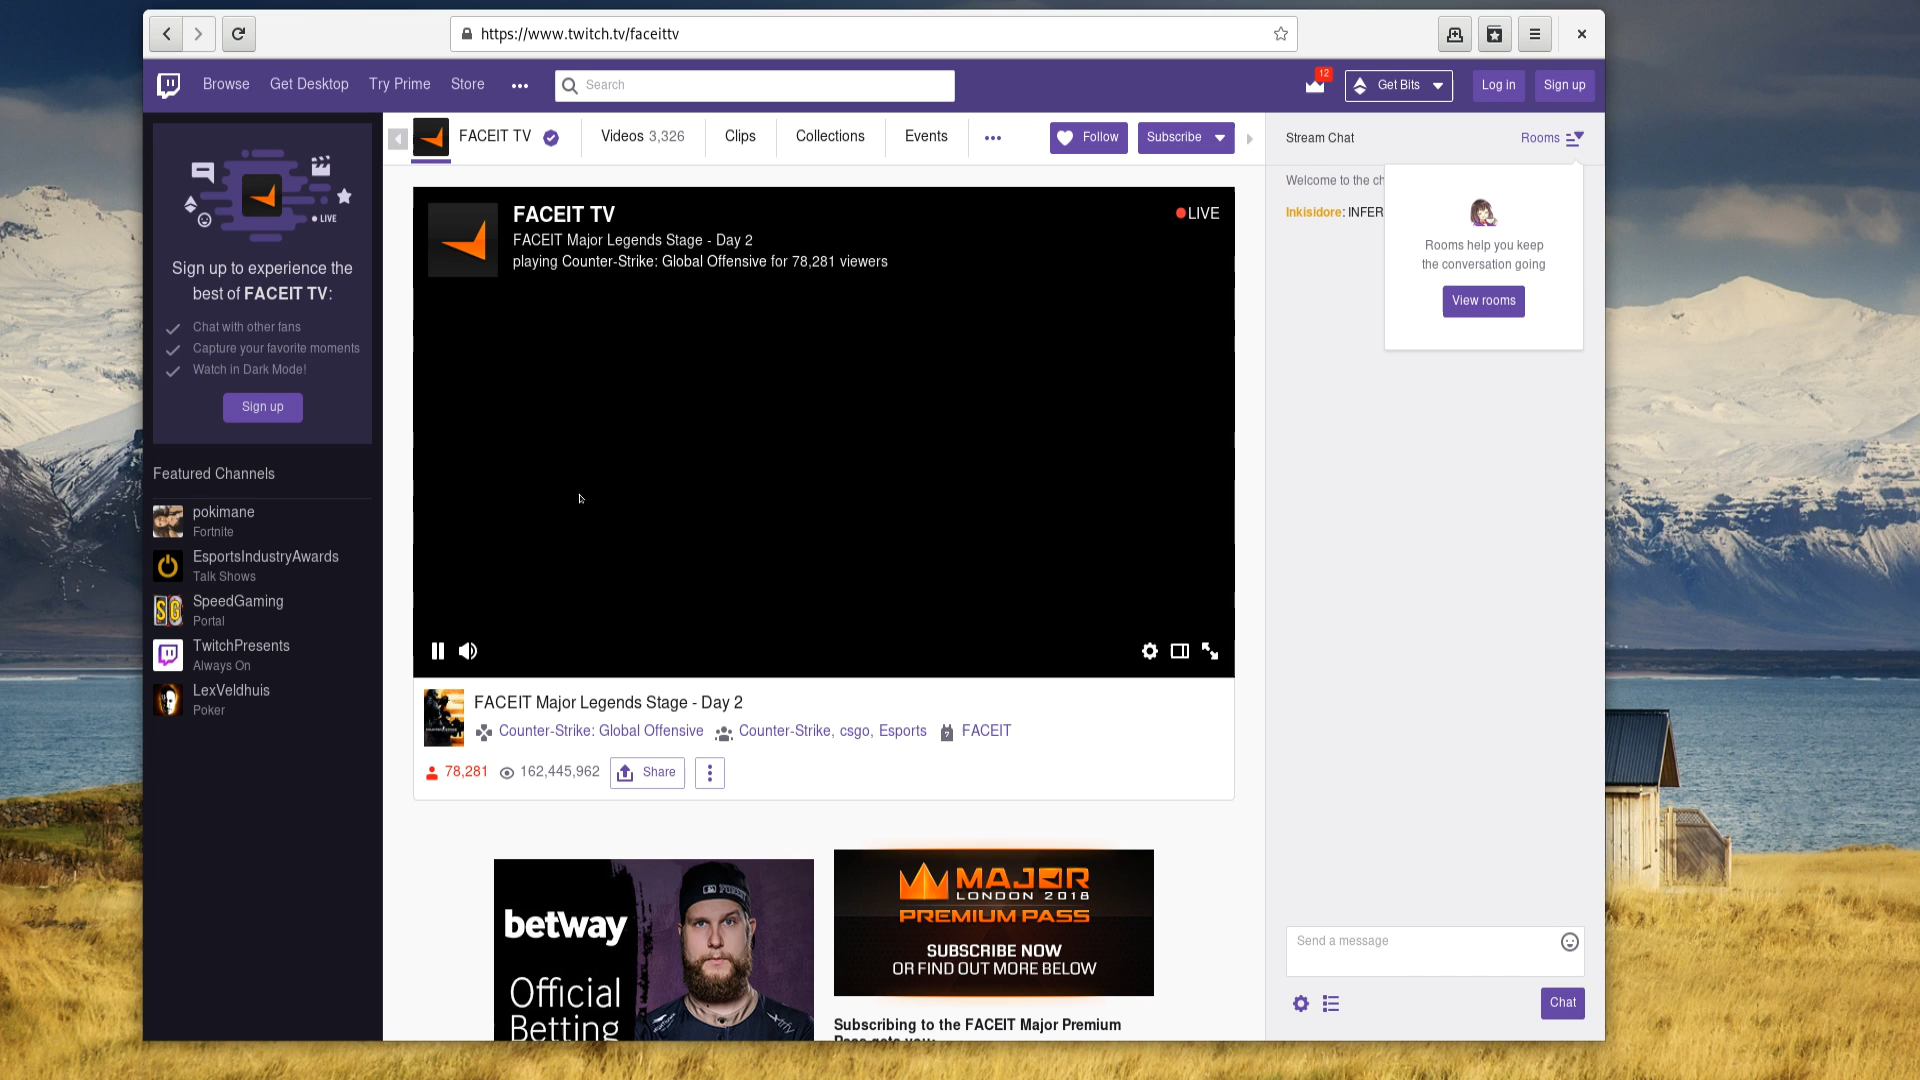 https://www.twitch.tv/faceittv
Browse
Get Desktop
Try Prime
Store
Search
12
Get Bits
Log in
Sign up
LIVE
Sign up to experience the
best of FACEIT TV:
Chat with other fans
Capture your favorite moments
Watch in Dark Mode!
Sign up
Featured Channels
pokimane
Fortnite
EsportsIndustryAwards
Talk Shows
SpeedGaming
Portal
TwitchPresents
Always On
LexVeldhuis
Poker
FACEIT TV
Videos 3,326
Clips
Collections
Events
Follow
Subscribe
FACEIT TV
FACEIT Major Legends Stage - Day 2
playing Counter-Strike: Global Offensive for 78,281 viewers
LIVE
FACEIT Major Legends Stage - Day 2
Counter-Strike: Global Offensive
Counter-Strike, csgo, Esports
FACEIT
78,281
162,445,962
Share
betway
Official
Betting
MAJOR
LONDON 2018
PREMIUM PASS
SUBSCRIBE NOW
OR FIND OUT MORE BELOW
Subscribing to the FACEIT Major Premium
Pass gets you:
Stream Chat
Rooms
Welcome to the ch
Inkisidore: INFER
Rooms help you keep
the conversation going
View rooms
Send a message
Chat